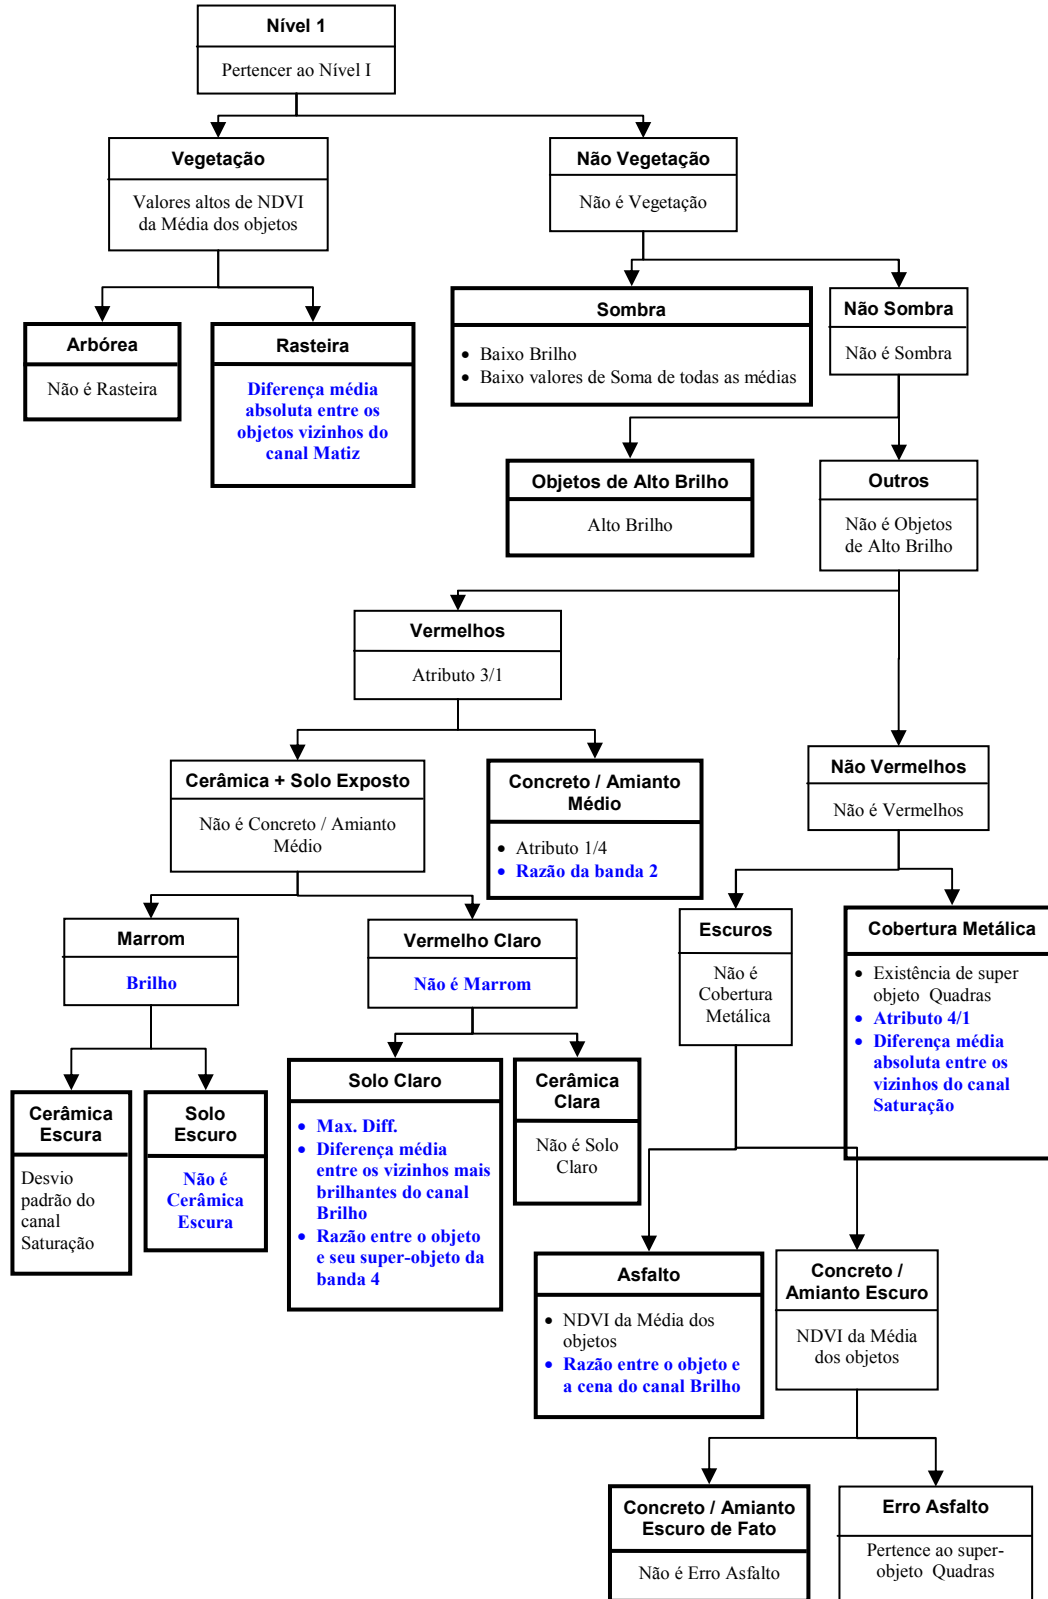 Nível 1
Pertencer ao Nível I
Vegetação
Valores altos de NDVI
da Média dos objetos
Não Vegetação
Não é Vegetação
Arbórea
Não é Rasteira
Rasteira
Diferença média
absoluta entre os
objetos vizinhos do
canal Matiz
Sombra
• Baixo Brilho
• Baixo valores de Soma de todas as médias
Não Sombra
Não é Sombra
Objetos de Alto Brilho
Alto Brilho
Outros
Não é Objetos
de Alto Brilho
Vermelhos
Atributo 3/1
Cerâmica + Solo Exposto
Não é Concreto / Amianto
Médio
Concreto / Amianto
Médio
• Atributo 1/4
• Razão da banda 2
Não Vermelhos
Não é Vermelhos
Marrom
Brilho
Vermelho Claro
Não é Marrom
Escuros
Não é
Cobertura
Metálica
Cobertura Metálica
• Existência de super
objeto Quadras
• Atributo 4/1
• Diferença média
absoluta entre os
vizinhos do canal
Saturação
Cerâmica
Escura
Desvio
padrão do
canal
Saturação
Solo
Escuro
Não é
Cerâmica
Escura
Solo Claro
• Max. Diff.
• Diferença média
entre os vizinhos mais
brilhantes do canal
Brilho
• Razão entre o objeto
e seu super-objeto da
banda 4
Cerâmica
Clara
Não é Solo
Claro
Asfalto
• NDVI da Média dos
objetos
• Razão entre o objeto e
a cena do canal Brilho
Concreto /
Amianto Escuro
NDVI da Média
dos objetos
Concreto / Amianto
Escuro de Fato
Não é Erro Asfalto
Erro Asfalto
Pertence ao super-
objeto Quadras